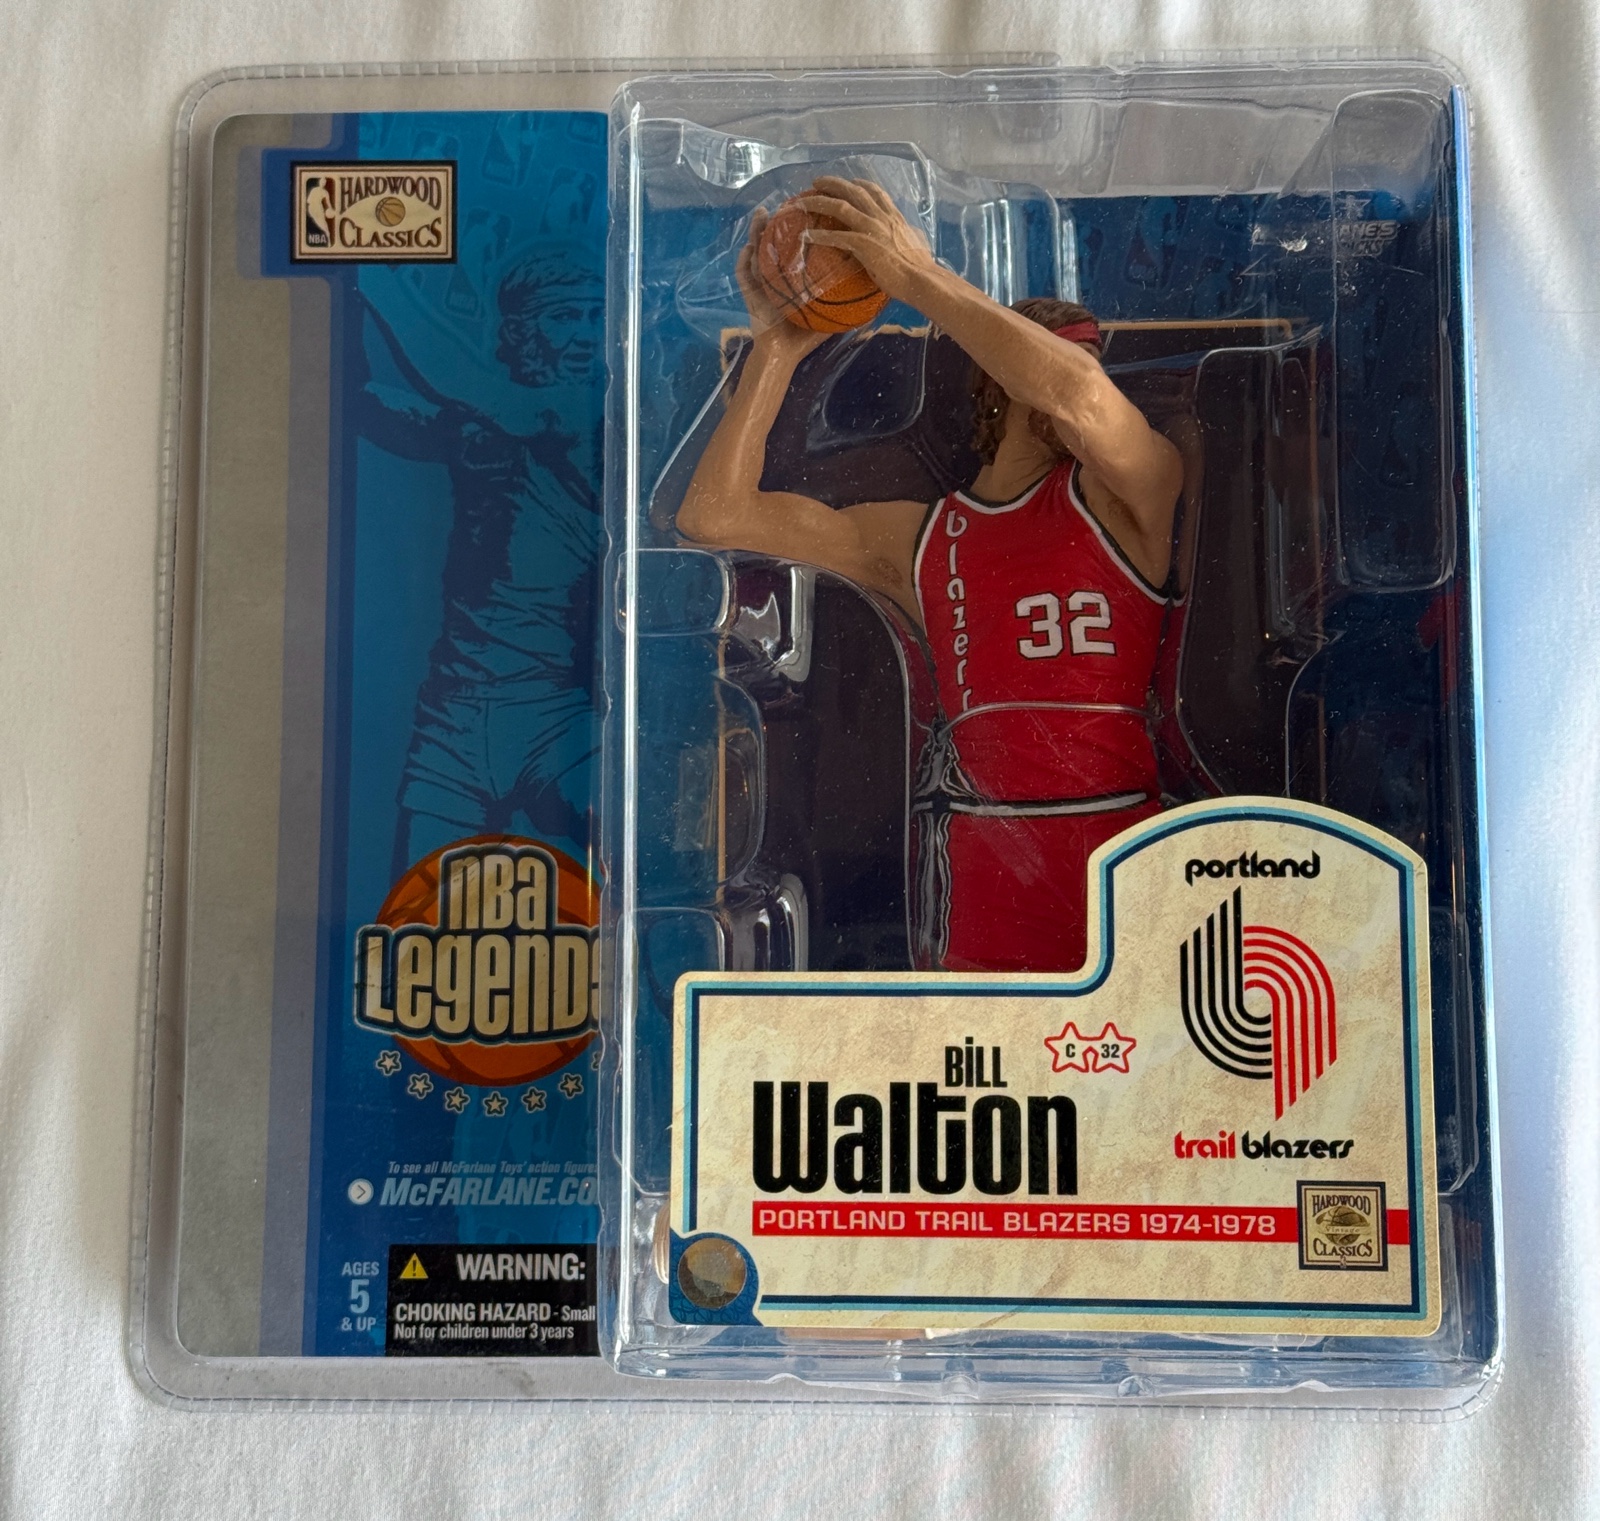 HARDWOOD
NBA
CLASSICS
NBA
LEGENDS
To see all McFarlane Toys' action figures
McFARLANE.CO
AGES
5
& UP
WARNING:
CHOKING HAZARD - Small
Not for children under 3 years
blazers
32
portland
trail blazers
C 32
BiLL
Walton
PORTLAND TRAIL BLAZERS 1974-1978
HARDWOOD
Vintage
CLASSICS